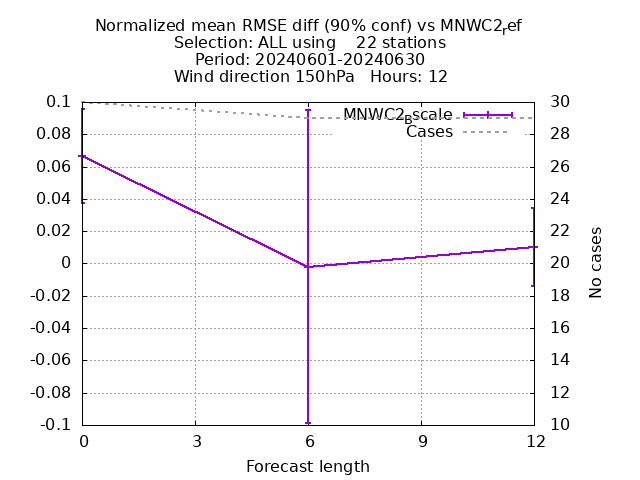 Normalized mean RMSE diff (90% conf) vs MNWC2ref
Selection: ALL using    22 stations
Period: 20240601-20240630
Wind direction 150hPa   Hours: 12
MNWC2Bscale
Cases
0.1
0.08
0.06
0.04
0.02
0
-0.02
-0.04
-0.06
-0.08
-0.1
30
28
26
24
22
20
18
16
14
12
10
No cases
0 3 6 9 12
Forecast length